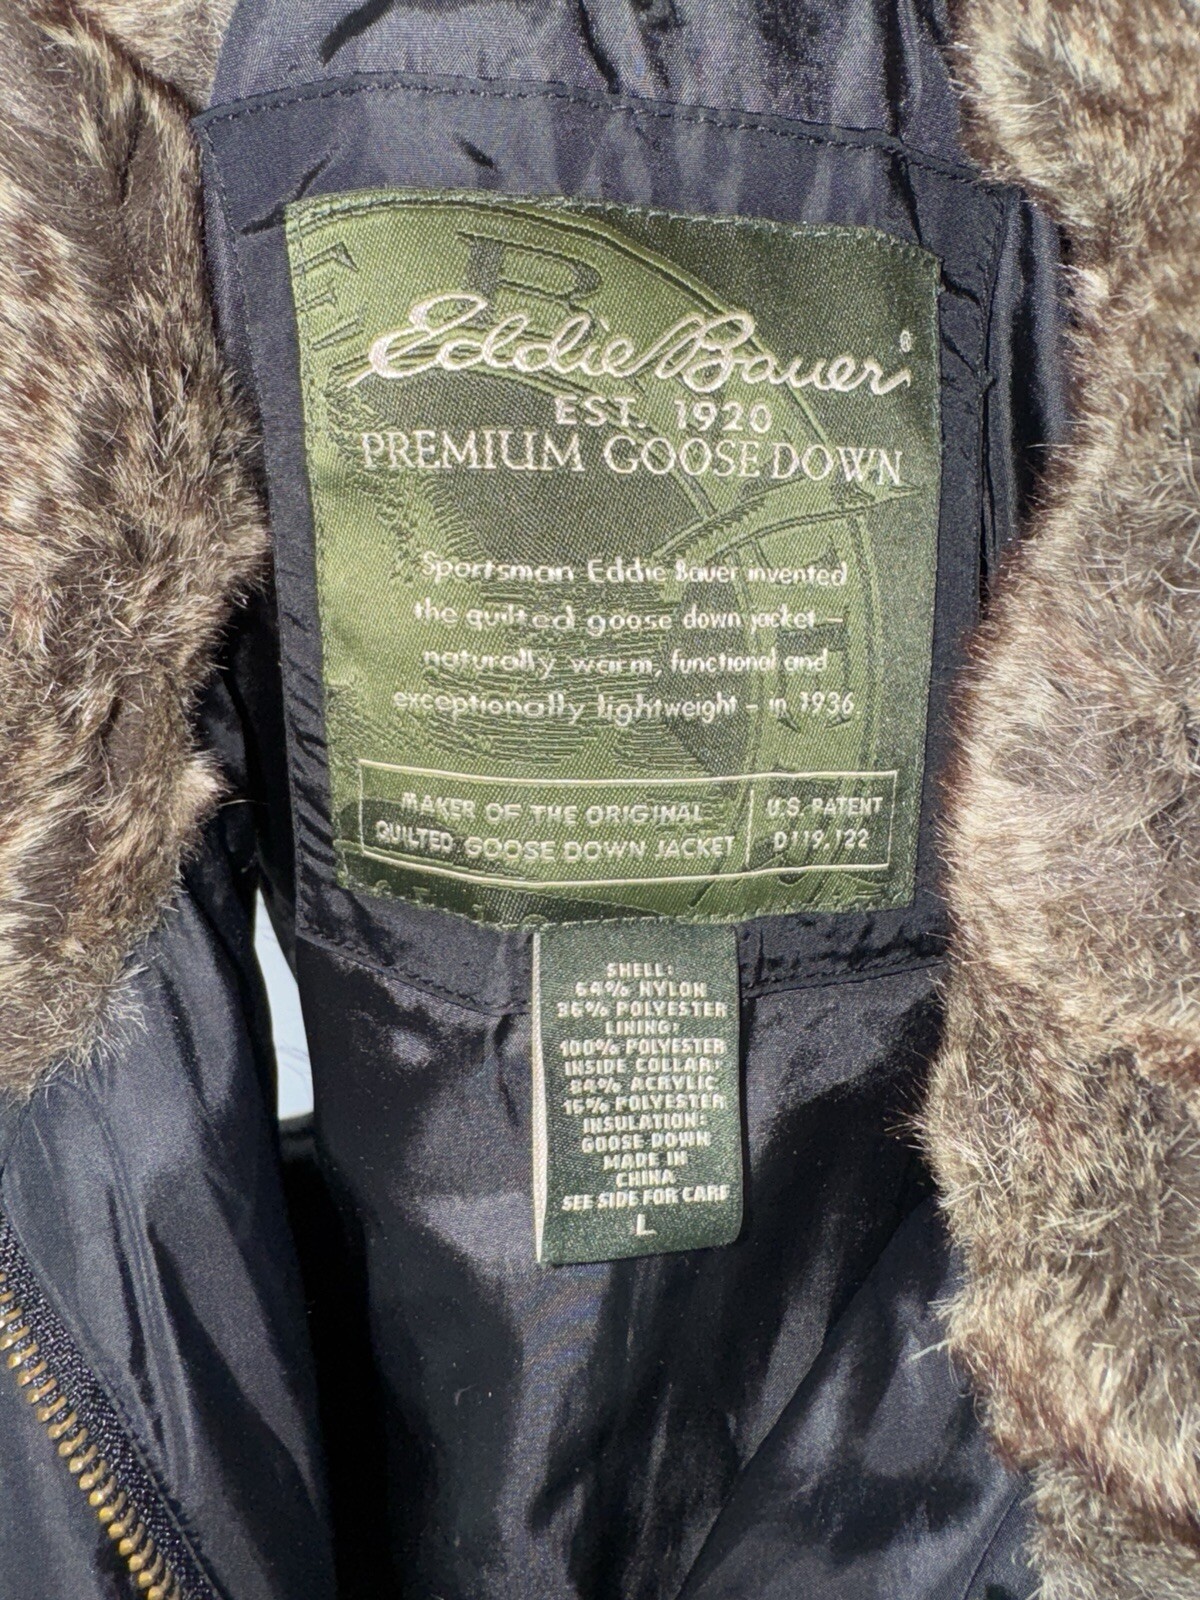 Eddie Bauer®
EST. 1920
PREMIUM GOOSE DOWN
Sportsman Eddie Bauer invented
the quilted goose down jacket –
naturally warm, functional and
exceptionally lightweight – in 1936
MAKER OF THE ORIGINAL
QUILTED GOOSE DOWN JACKET
U.S. PATENT
D119,122
SHELL:
64% NYLON
36% POLYESTER
LINING:
100% POLYESTER
INSIDE COLLAR:
84% ACRYLIC
16% POLYESTER
INSULATION:
GOOSE DOWN
MADE IN
CHINA
SEE SIDE FOR CARE
L